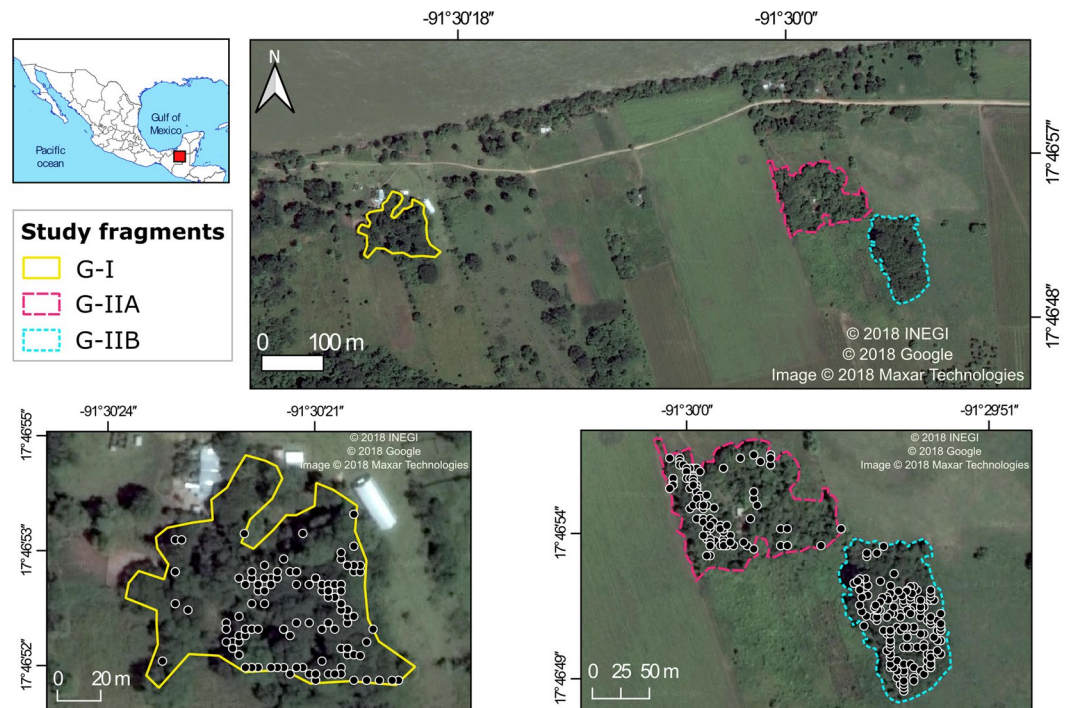 -91°30'18"
-91°30'0"
N
Gulf of
Mexico
Pacific
ocean
17°46'57"
17°46'48"
Study fragments
G-I
G-IIA
G-IIB
0 100 m
© 2018 INEGI
© 2018 Google
Image © 2018 Maxar Technologies
-91°30'24"
-91°30'21"
17°46'55"
17°46'53"
17°46'52"
© 2018 INEGI
© 2018 Google
Image © 2018 Maxar Technologies
0 20 m
-91°30'0"
-91°29'51"
17°46'54"
17°46'49"
© 2018 INEGI
© 2018 Google
Image © 2018 Maxar Technologies
0 25 50 m